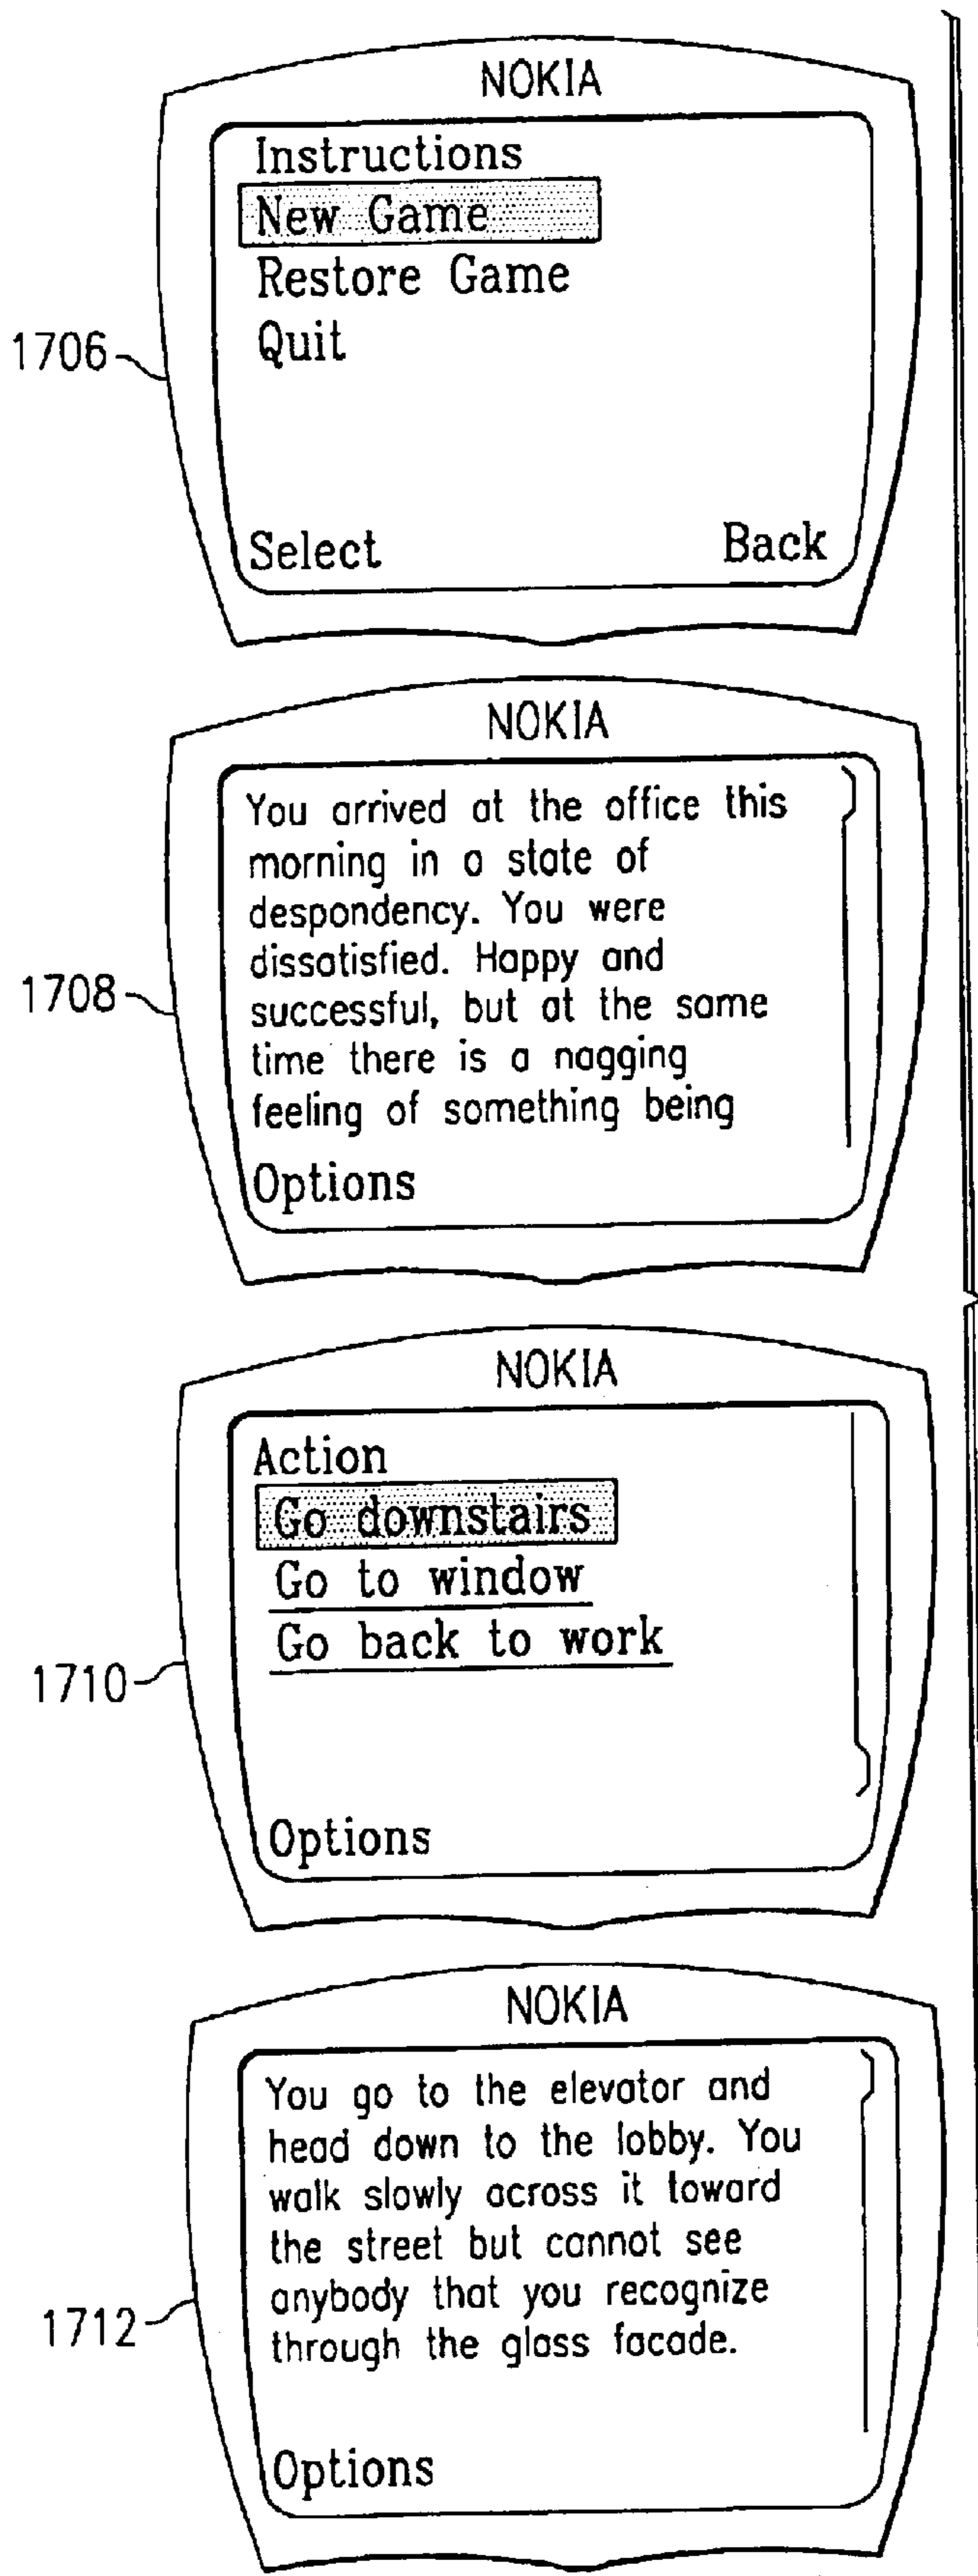 NOKIA
Instructions
New Game
Restore Game
Quit
Select Back
1706
NOKIA
You arrived at the office this
morning in a state of
despondency. You were
dissatisfied. Happy and
successful, but at the same
time there is a nagging
feeling of something being
Options
1708
NOKIA
Action
Go downstairs
Go to window
Go back to work
Options
1710
NOKIA
You go to the elevator and
head down to the lobby. You
walk slowly across it toward
the street but cannot see
anybody that you recognize
through the glass facade.
Options
1712